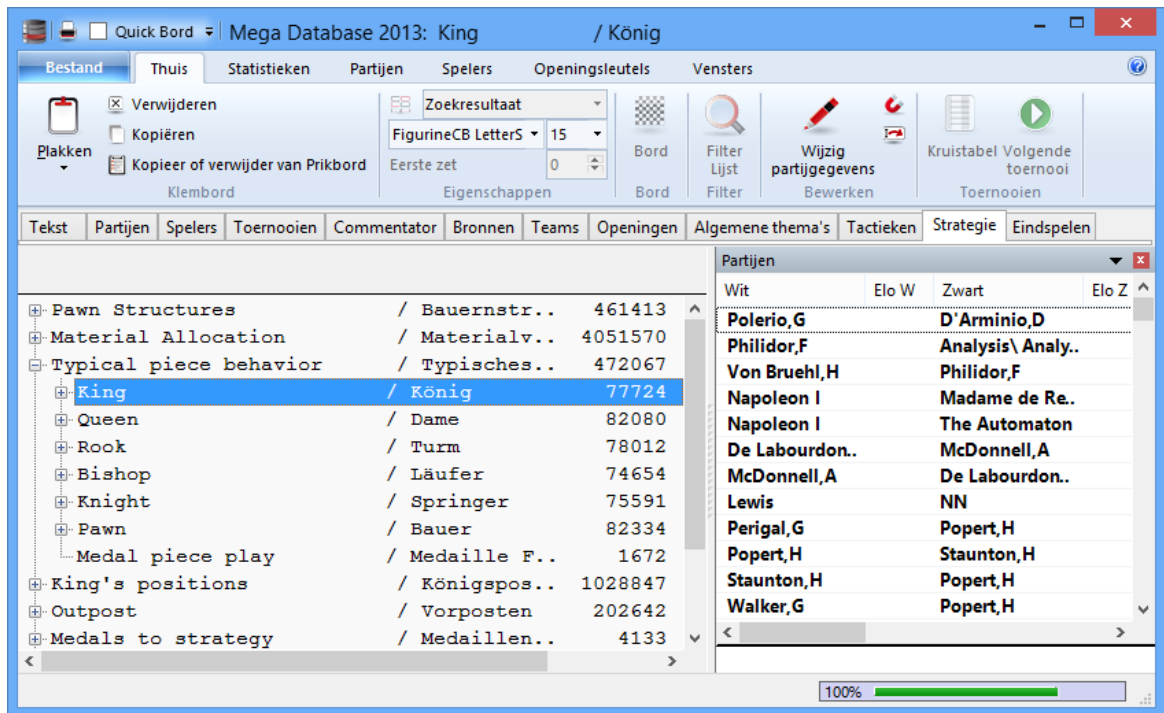 Quick Bord Mega Database 2013: King / König
Bestand Thuis Statistieken Partijen Spelers Openingsleutels Vensters
Plakken
Verwijderen
Kopiëren
Kopieer of verwijder van Prikbord
Klembord
Zoekresultaat
FigurineCB LetterS 15
Eerste zet 0
Eigenschappen
Bord
Bord
Filter
Lijst
Filter
Wijzig
partijgegevens
Bewerken
Kruistabel Volgende
toernooi
Toernooien
Tekst Partijen Spelers Toernooien Commentator Bronnen Teams Openingen Algemene thema's Tactieken Strategie Eindspelen
Pawn Structures / Bauernstr.. 461413
Material Allocation / Materialv.. 4051570
Typical piece behavior / Typisches.. 472067
King / König 77724
Queen / Dame 82080
Rook / Turm 78012
Bishop / Läufer 74654
Knight / Springer 75591
Pawn / Bauer 82334
Medal piece play / Medaille F.. 1672
King's positions / Königspos.. 1028847
Outpost / Vorposten 202642
Medals to strategy / Medaillen.. 4133
Partijen
Wit Elo W Zwart Elo Z
Polerio,G D'Arminio,D
Philidor,F Analysis\ Analy..
Von Bruehl,H Philidor,F
Napoleon I Madame de Re..
Napoleon I The Automaton
De Labourdon.. McDonnell,A
McDonnell,A De Labourdon..
Lewis NN
Perigal,G Popert,H
Popert,H Staunton,H
Staunton,H Popert,H
Walker,G Popert,H
100%